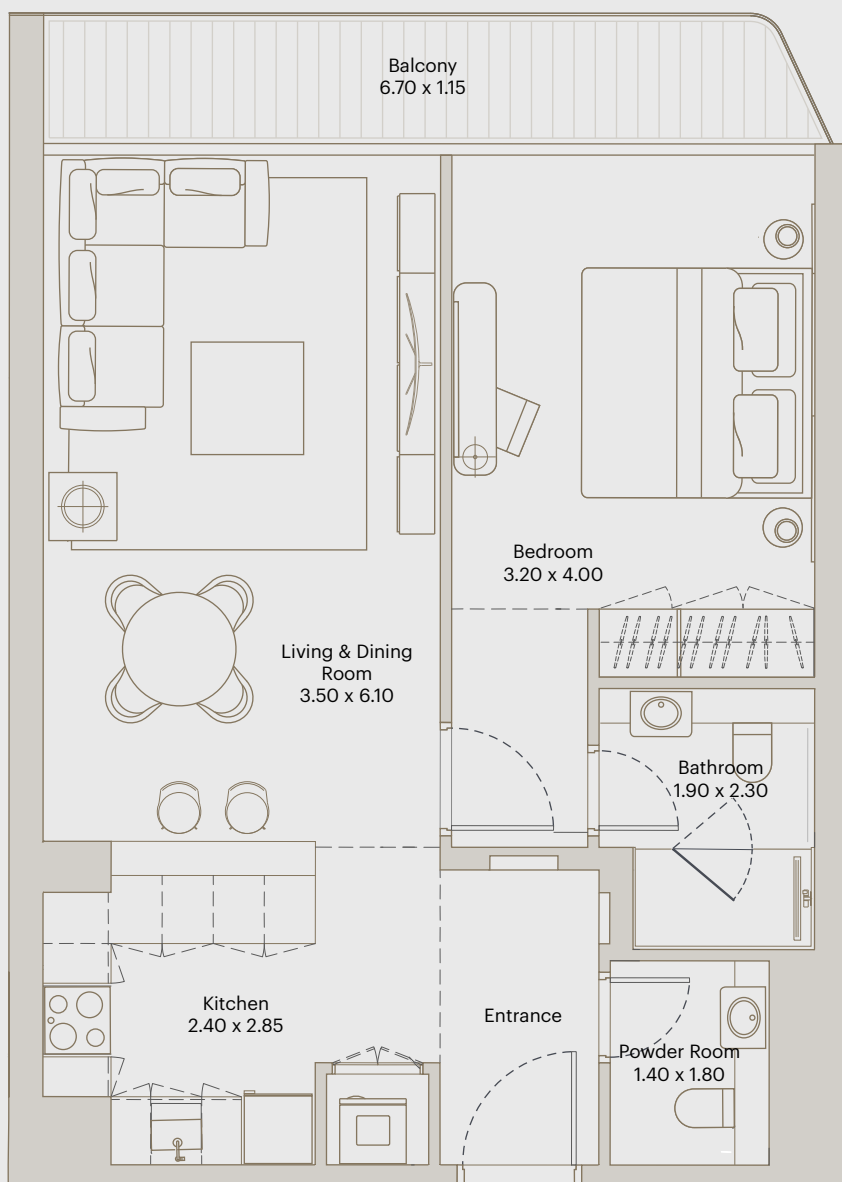 Balcony
6.70 x 1.15
Bedroom
3.20 x 4.00
Living & Dining
Room
3.50 x 6.10
Bathroom
1.90 x 2.30
Kitchen
2.40 x 2.85
Entrance
Powder Room
1.40 x 1.80